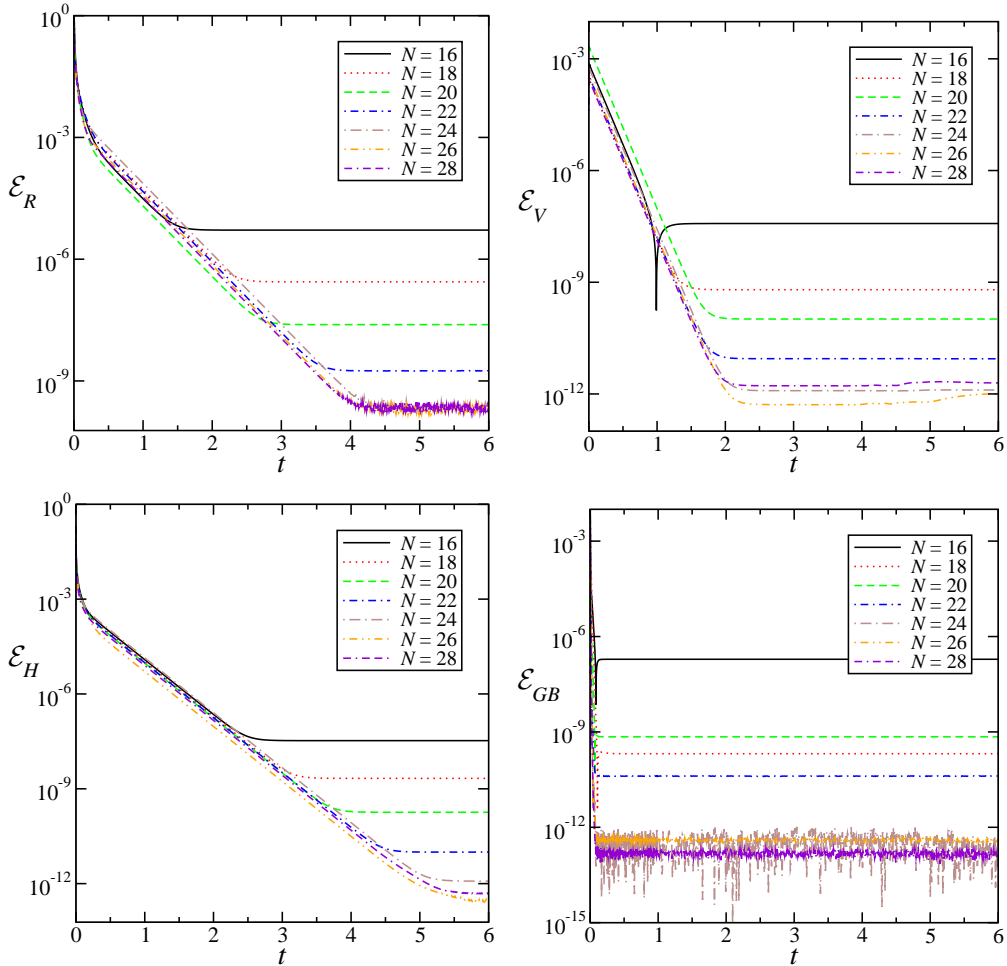 10^0
10^-3
10^-6
10^-9
ℰ_R
N = 16
N = 18
N = 20
N = 22
N = 24
N = 26
N = 28
0 1 2 3 4 5 6
t
10^-3
10^-6
10^-9
10^-12
ℰ_V
N = 16
N = 18
N = 20
N = 22
N = 24
N = 26
N = 28
0 1 2 3 4 5 6
t
10^0
10^-3
10^-6
10^-9
10^-12
ℰ_H
N = 16
N = 18
N = 20
N = 22
N = 24
N = 26
N = 28
0 1 2 3 4 5 6
t
10^-3
10^-6
10^-9
10^-12
10^-15
ℰ_GB
N = 16
N = 18
N = 20
N = 22
N = 24
N = 26
N = 28
0 1 2 3 4 5 6
t